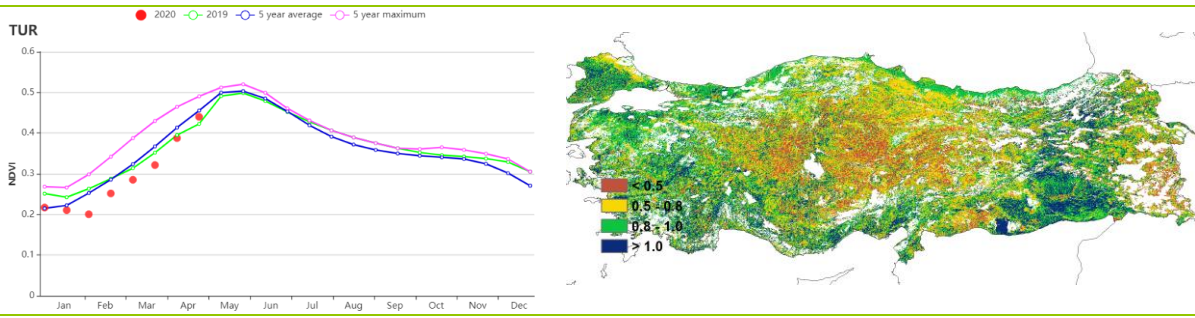 2020 2019 5 year average 5 year maximum
TUR
NDVI
0.6
0.5
0.4
0.3
0.2
0.1
0
Jan Feb Mar Apr May Jun Jul Aug Sep Oct Nov Dec
< 0.5
0.5 - 0.8
0.8 - 1.0
> 1.0